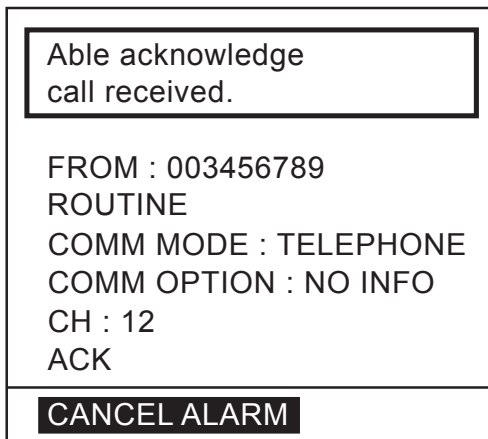 Able acknowledge
call received.
FROM : 003456789
ROUTINE
COMM MODE : TELEPHONE
COMM OPTION : NO INFO
CH : 12
ACK
CANCEL ALARM